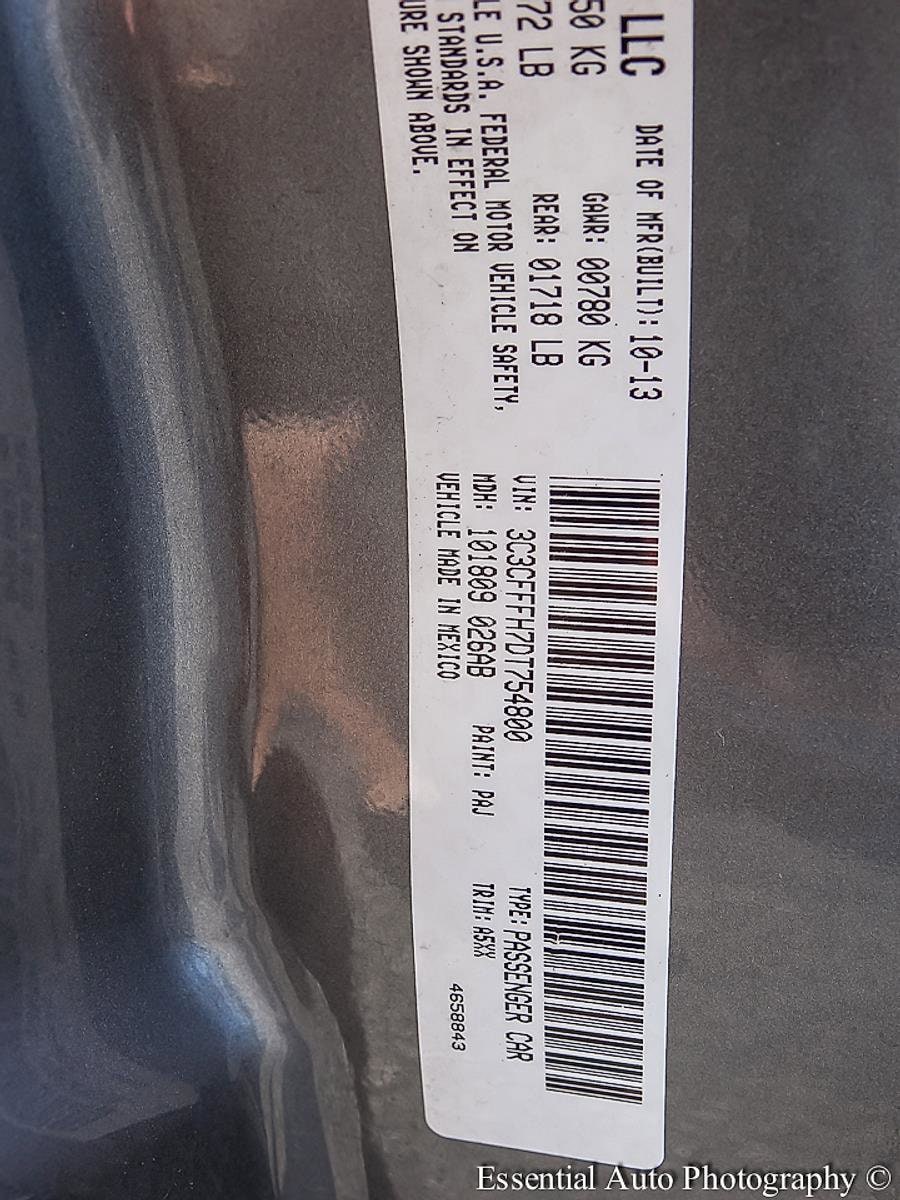 LLC DATE OF MFR(BUILT): 10-13
50 KG GAWR: 00780 KG
72 LB REAR: 01718 LB
LE U.S.A. FEDERAL MOTOR VEHICLE SAFETY,
STANDARDS IN EFFECT ON
URE SHOWN ABOVE.
VIN: 3C3CFFFH7DT754800 TYPE: PASSENGER CAR
MDH: 101809 026AB PAINT: PAJ TRIM: A5XX
VEHICLE MADE IN MEXICO 4658843
Essential Auto Photography ©